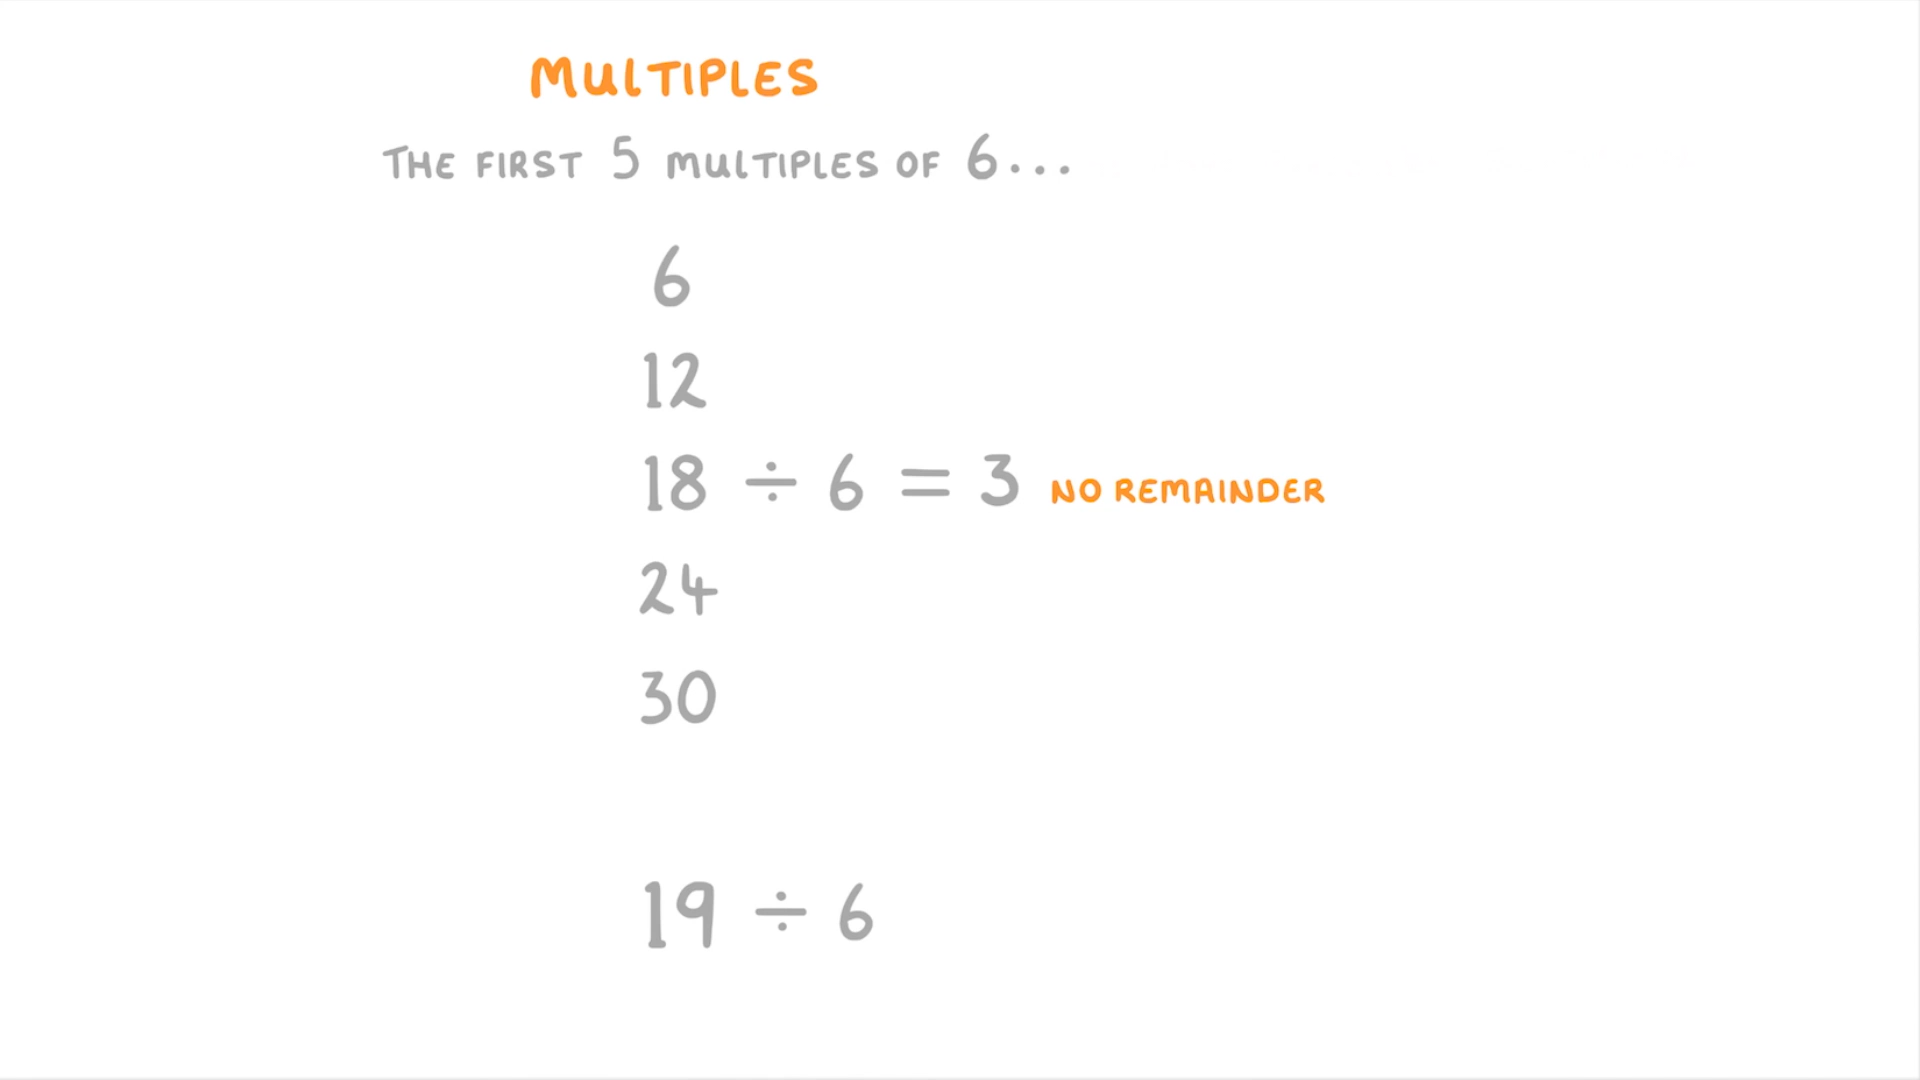 MULTIPLES
THE FIRST 5 MULTIPLES OF 6...
6
12
18 ÷ 6 = 3 NO REMAINDER
24
30
19 ÷ 6